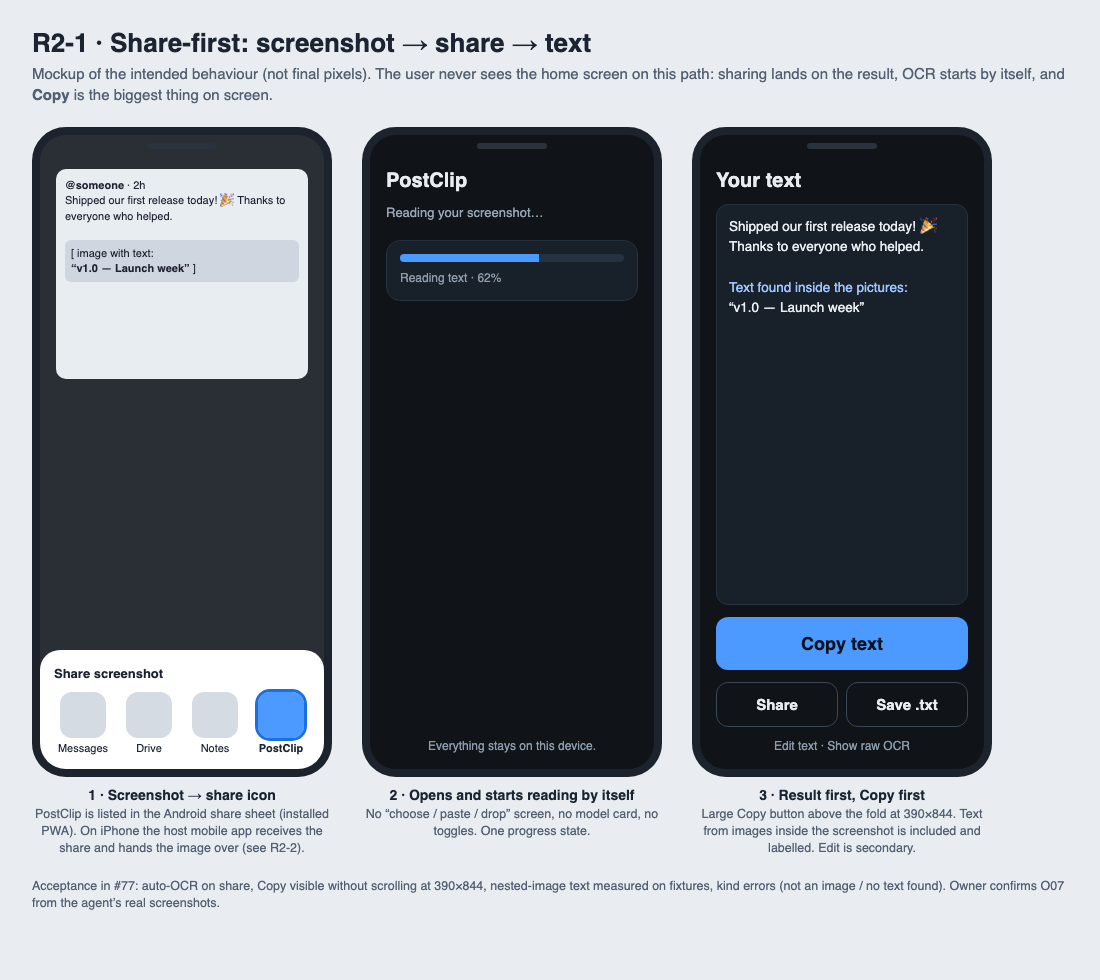 R2-1 · Share-first: screenshot → share → text
Mockup of the intended behaviour (not final pixels). The user never sees the home screen on this path: sharing lands on the result, OCR starts by itself, and
Copy is the biggest thing on screen.
@someone · 2h
Shipped our first release today! 🎉 Thanks to
everyone who helped.
[ image with text:
“v1.0 — Launch week” ]
Share screenshot
Messages
Drive
Notes
PostClip
1 · Screenshot → share icon
PostClip is listed in the Android share sheet (installed
PWA). On iPhone the host mobile app receives the
share and hands the image over (see R2-2).
PostClip
Reading your screenshot…
Reading text · 62%
Everything stays on this device.
2 · Opens and starts reading by itself
No “choose / paste / drop” screen, no model card, no
toggles. One progress state.
Your text
Shipped our first release today! 🎉
Thanks to everyone who helped.
Text found inside the pictures:
“v1.0 — Launch week”
Copy text
Share
Save .txt
Edit text · Show raw OCR
3 · Result first, Copy first
Large Copy button above the fold at 390×844. Text
from images inside the screenshot is included and
labelled. Edit is secondary.
Acceptance in #77: auto-OCR on share, Copy visible without scrolling at 390×844, nested-image text measured on fixtures, kind errors (not an image / no text found). Owner confirms O07
from the agent’s real screenshots.